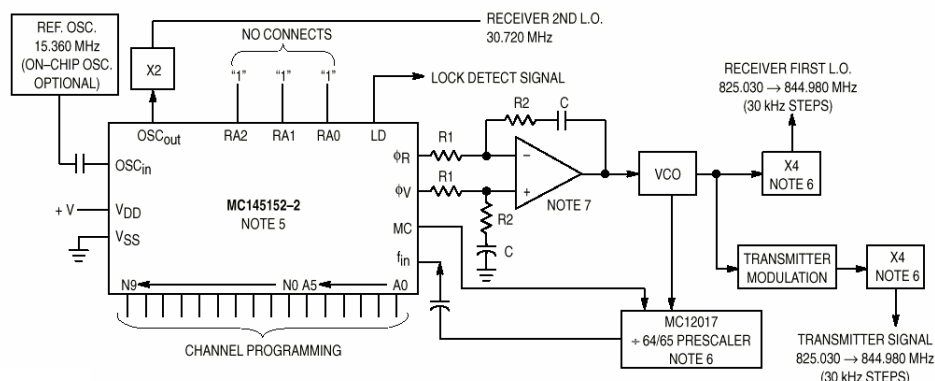 REF. OSC.
15.360 MHz
(ON–CHIP OSC.
OPTIONAL)
X2
RECEIVER 2ND L.O.
30.720 MHz
NO CONNECTS
"1" "1" "1"
LOCK DETECT SIGNAL
RECEIVER FIRST L.O.
825.030 → 844.980 MHz
(30 kHz STEPS)
OSCout RA2 RA1 RA0 LD
OSCin
+ V VDD
VSS
MC145152–2
NOTE 5
ϕR
ϕV
MC
fin
R1
R1
R2 C
–
+
NOTE 7
R2
C
VCO
X4
NOTE 6
TRANSMITTER
MODULATION
X4
NOTE 6
N9 N0 A5 A0
CHANNEL PROGRAMMING
MC12017
÷ 64/65 PRESCALER
NOTE 6
TRANSMITTER SIGNAL
825.030 → 844.980 MHz
(30 kHz STEPS)